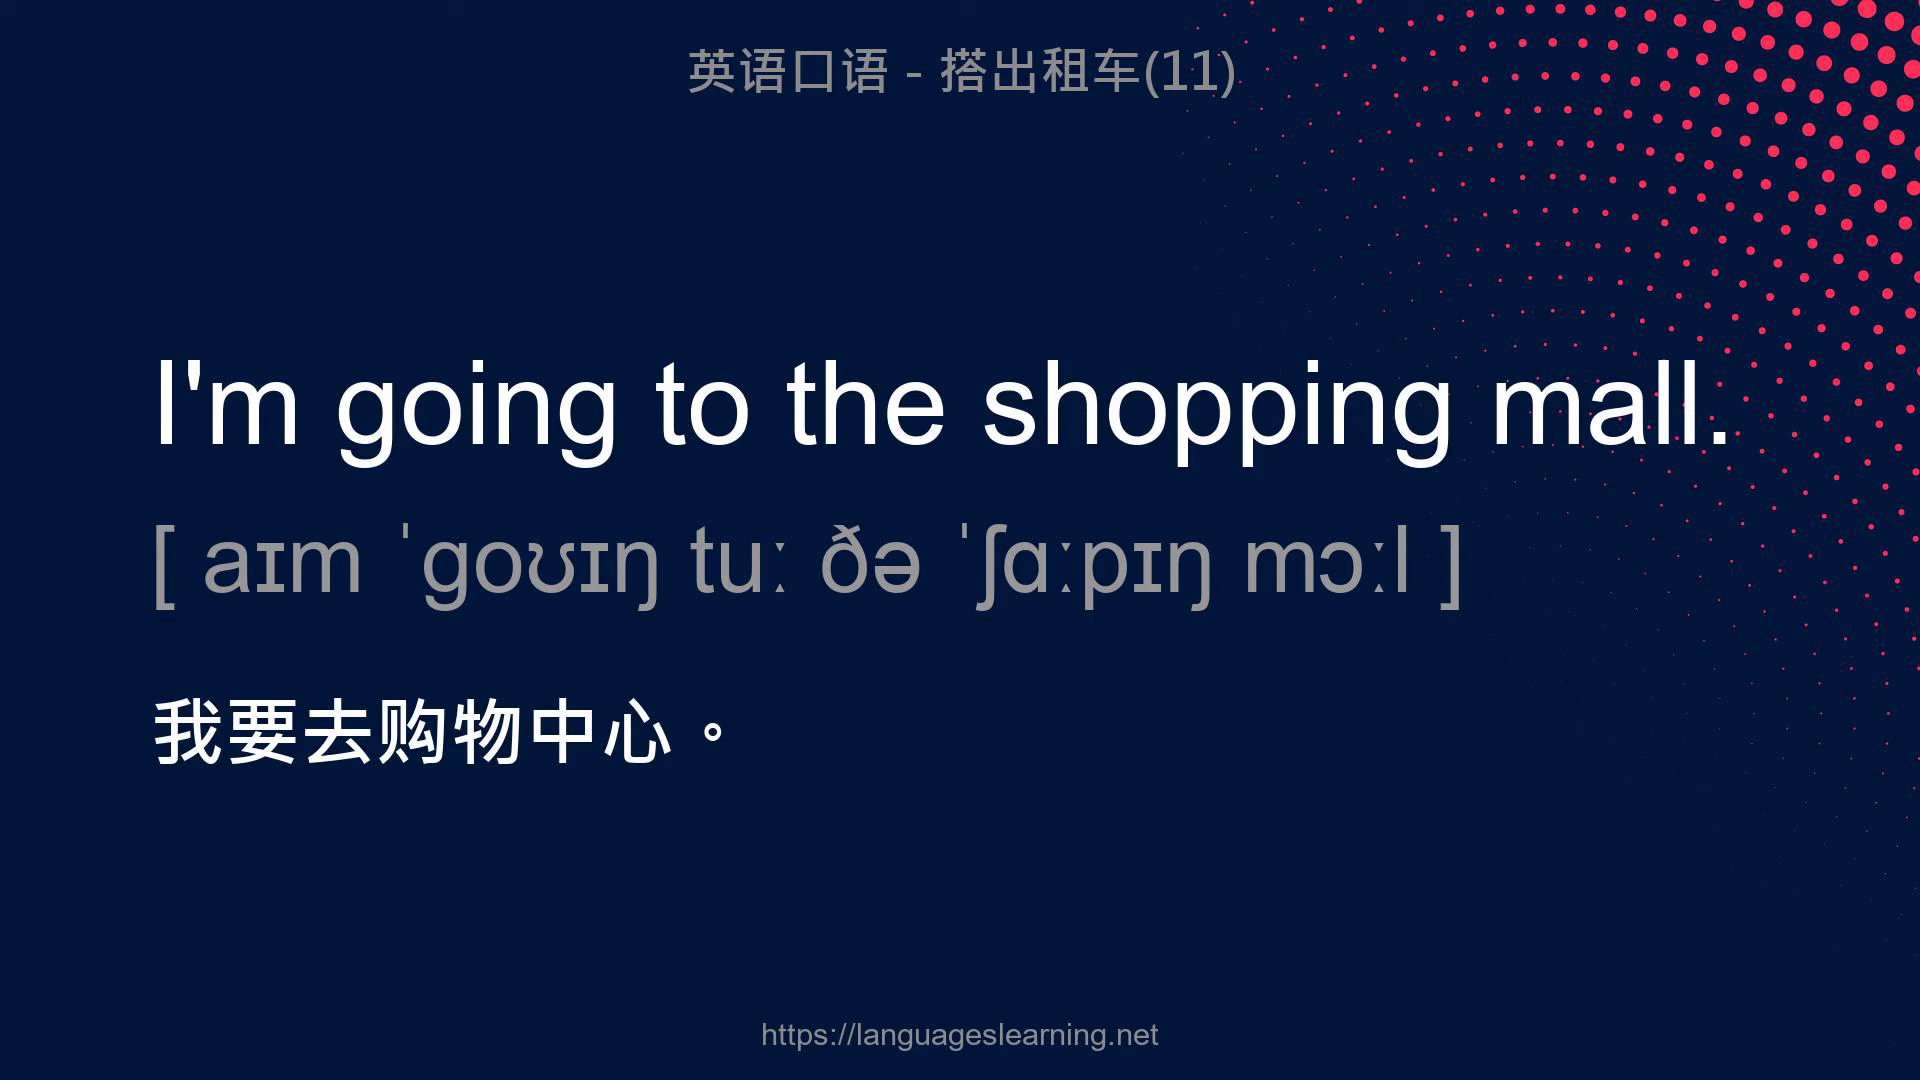 英语口语 - 搭出租车(11)
I'm going to the shopping mall.
[ aɪm ˈgoʊɪŋ tuː ðə ˈʃɑːpɪŋ mɔːl ]
我要去购物中心。
https://languageslearning.net